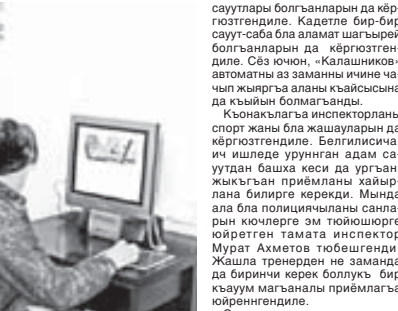 сауутлары болгъанларын да кёр-
гюзтгендиле. Кадетле бир-бир
сауут-саба бла аламат шагъырей
болгъанларын да кёргюзтген-
диле. Сёз ючюн, «Калашников»
автоматны аз заманны ичине ча-
чып жыяргъа аланы къайсысына
да къыйын болмагъанды.
Къонакълагъа инспекторланы
спорт жаны бла жашауларын да
кёргюзтгендиле. Белгилисича,
ич ишледе уруннган адам са-
уутдан башха кеси да ургъан,
жыкъгъан приёмланы хайыр-
лана билирге керекди. Мында
ала бла полициячыланы санла-
рын кючлерге эм тюйюшюрге
юйретген тамата инспектор
Мурат Ахметов тюбешгенди.
Жашла тренерден не заманда
да биринчи керек боллукъ бир
къауум магъаналы приёмлагъа
юйреннгендиле.